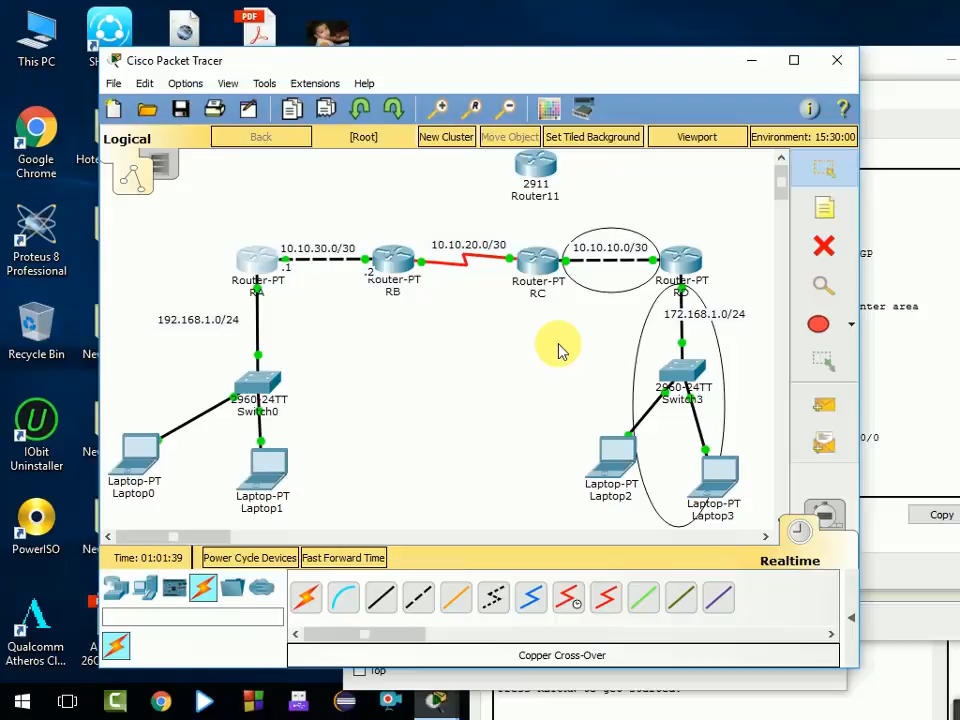 This PC
PDF
Google
Chrome
Proteus 8
Professional
Recycle Bin
IObit
Uninstaller
PowerISO
Qualcomm
Atheros Cl...
Cisco Packet Tracer
File Edit Options View Tools Extensions Help
Logical Back [Root] New Cluster Move Object Set Tiled Background Viewport Environment: 15:30:00
2911
Router11
10.10.30.0/30
10.10.20.0/30
10.10.10.0/30
.1
.2
Router-PT
RA
Router-PT
RB
Router-PT
RC
Router-PT
RD
192.168.1.0/24
172.168.1.0/24
2960-24TT
Switch0
2960-24TT
Switch3
Laptop-PT
Laptop0
Laptop-PT
Laptop1
Laptop-PT
Laptop2
Laptop-PT
Laptop3
Time: 01:01:39 Power Cycle Devices Fast Forward Time
Realtime
Copper Cross-Over
Copy
Top